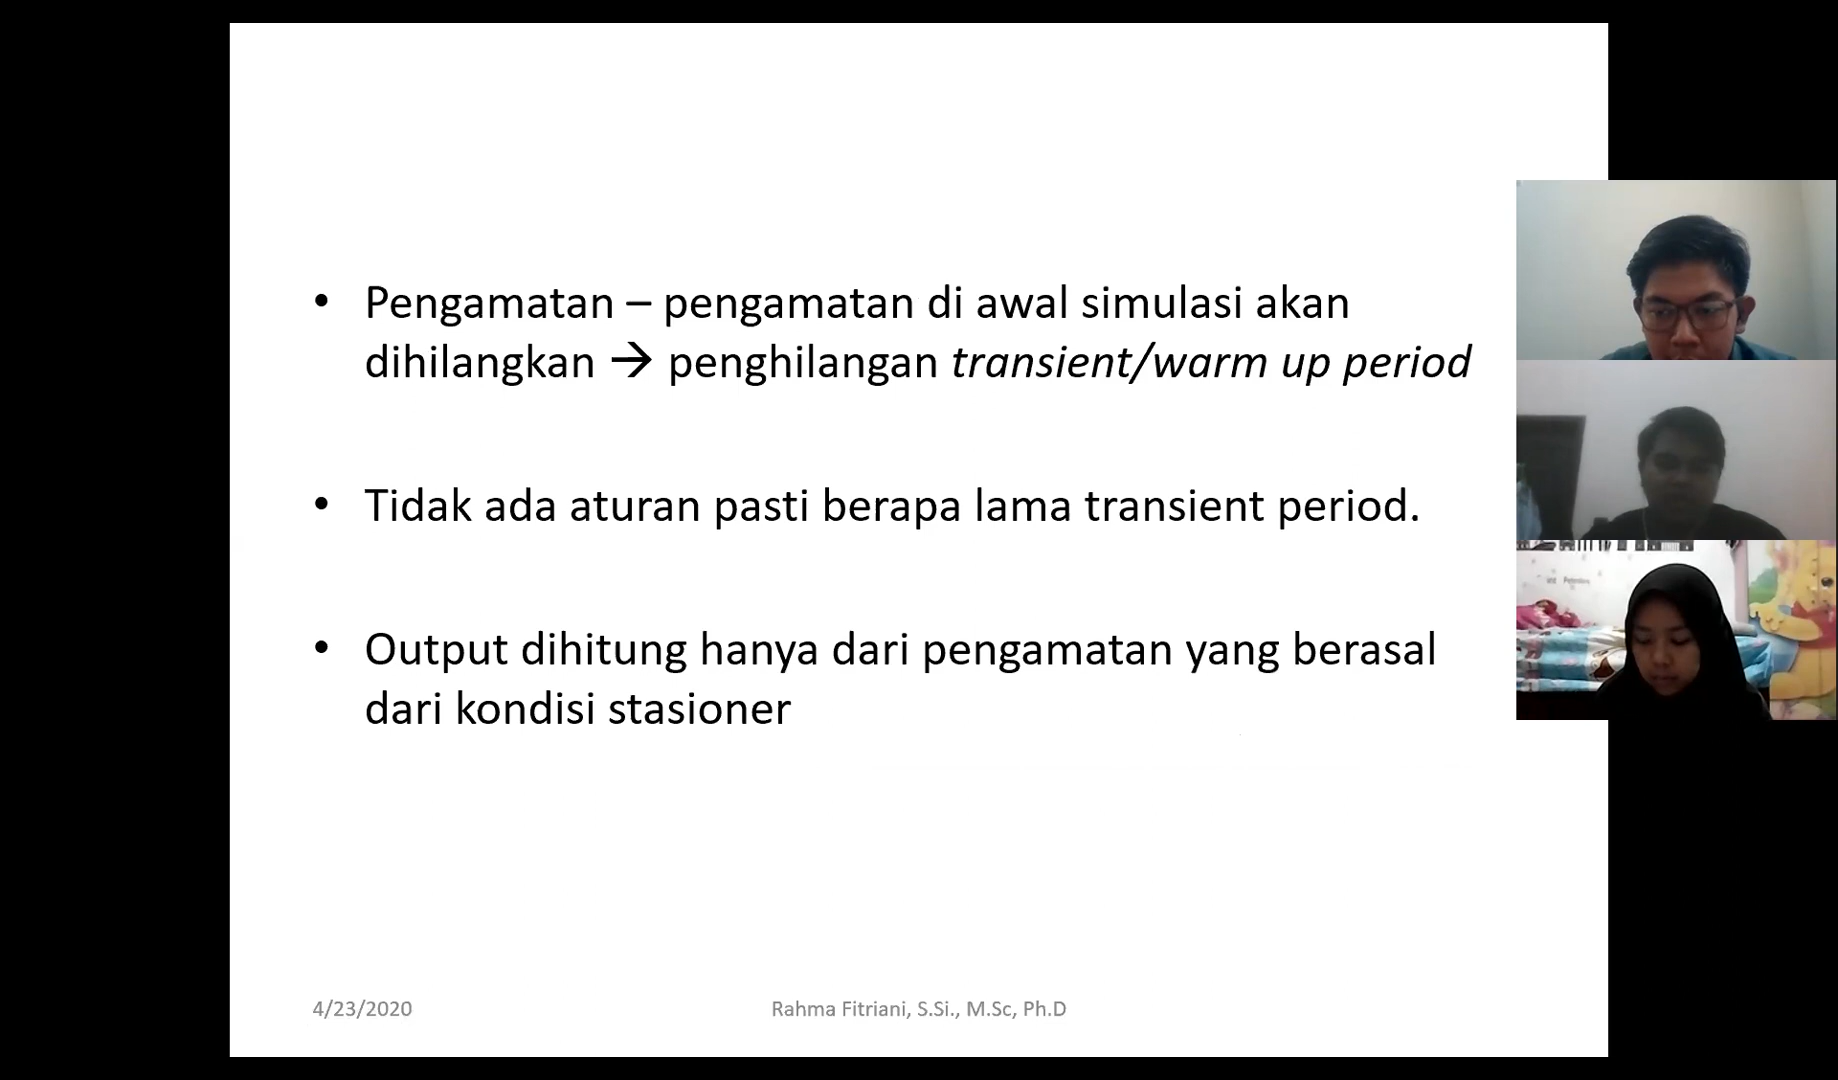 • Pengamatan – pengamatan di awal simulasi akan
dihilangkan → penghilangan transient/warm up period
• Tidak ada aturan pasti berapa lama transient period.
• Output dihitung hanya dari pengamatan yang berasal
dari kondisi stasioner
4/23/2020
Rahma Fitriani, S.Si., M.Sc, Ph.D